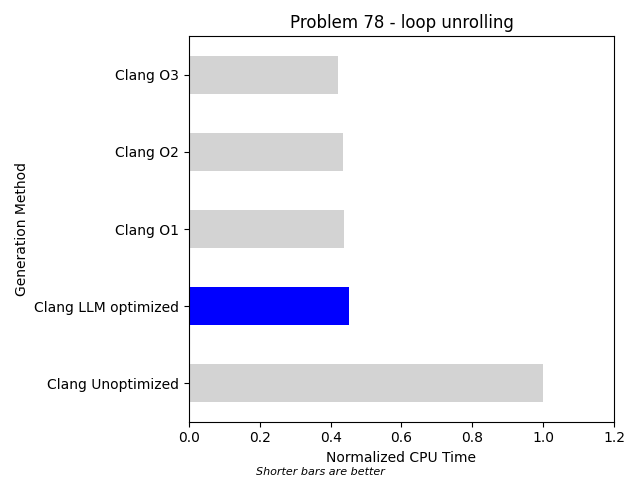 Problem 78 - loop unrolling
Generation Method
Clang O3
Clang O2
Clang O1
Clang LLM optimized
Clang Unoptimized
0.0 0.2 0.4 0.6 0.8 1.0 1.2
Normalized CPU Time
Shorter bars are better